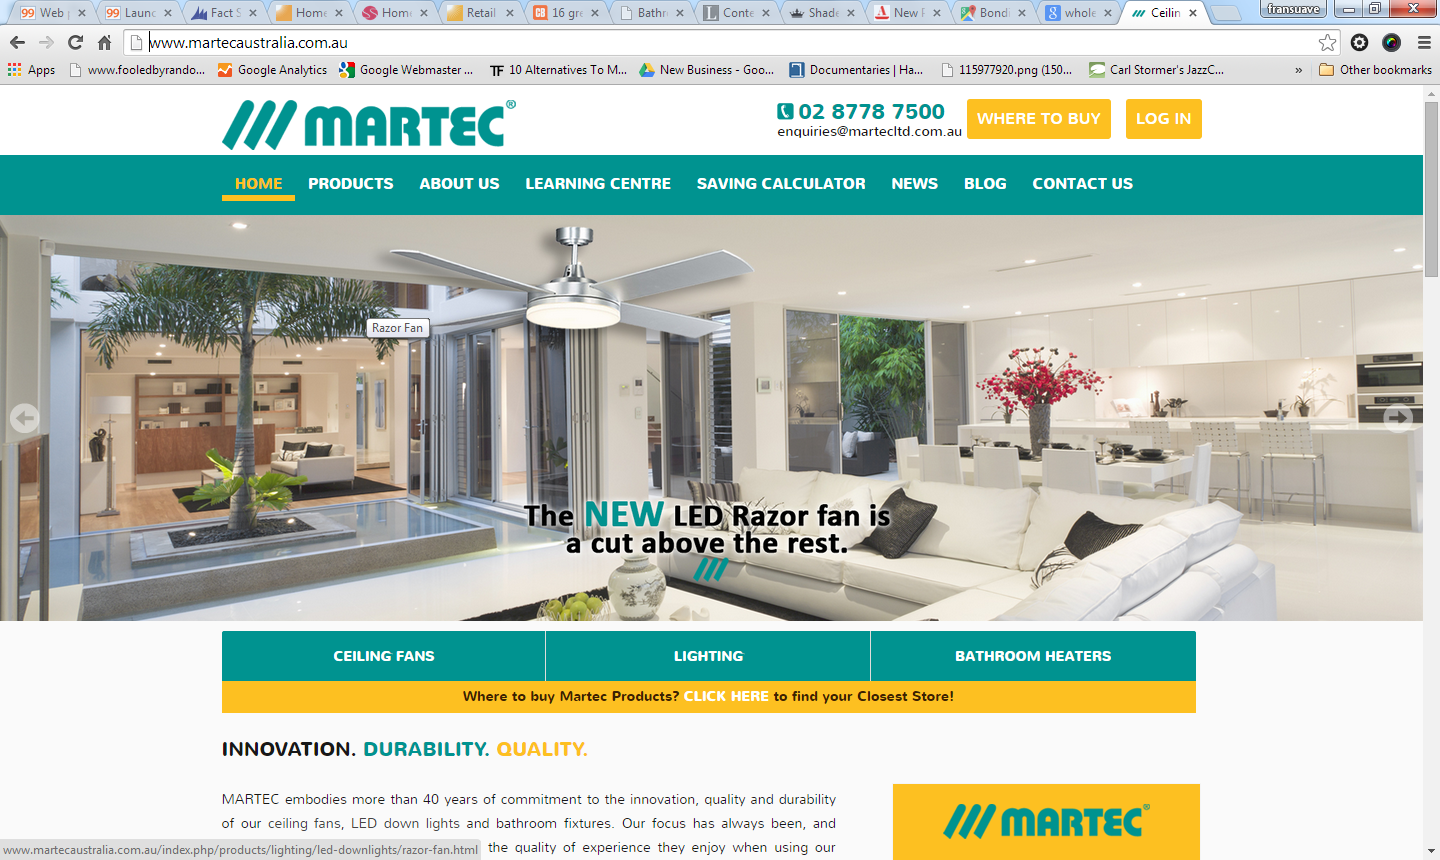 Web
Laun
Fact S
Home
Hom
Retail
16 gre
Bathr
Conte
Shade
New F
Bondi
whole
Ceilin
fransuave
www.martecaustralia.com.au
Apps
www.fooledbyrando...
Google Analytics
Google Webmaster ...
10 Alternatives To M...
New Business - Goo...
Documentaries | Ha...
115977920.png (150...
Carl Stormer's JazzC...
»
Other bookmarks
MARTEC®
02 8778 7500
enquiries@martecltd.com.au
WHERE TO BUY
LOG IN
HOME PRODUCTS ABOUT US LEARNING CENTRE SAVING CALCULATOR NEWS BLOG CONTACT US
Razor Fan
The NEW LED Razor fan is
a cut above the rest.
CEILING FANS LIGHTING BATHROOM HEATERS
Where to buy Martec Products? CLICK HERE to find your Closest Store!
INNOVATION. DURABILITY. QUALITY.
MARTEC embodies more than 40 years of commitment to the innovation, quality and durability
of our ceiling fans, LED down lights and bathroom fixtures. Our focus has always been, and
the quality of experience they enjoy when using our
MARTEC®
www.martecaustralia.com.au/index.php/products/lighting/led-downlights/razor-fan.html